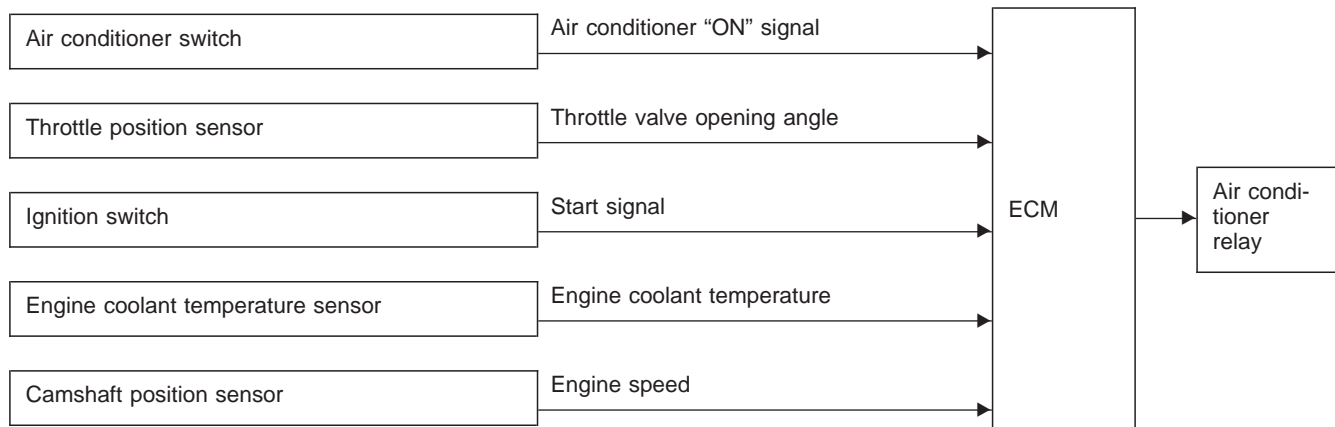 Air conditioner switch
Air conditioner “ON” signal
Throttle position sensor
Throttle valve opening angle
Ignition switch
Start signal
ECM
Air condi-
tioner
relay
Engine coolant temperature sensor
Engine coolant temperature
Camshaft position sensor
Engine speed